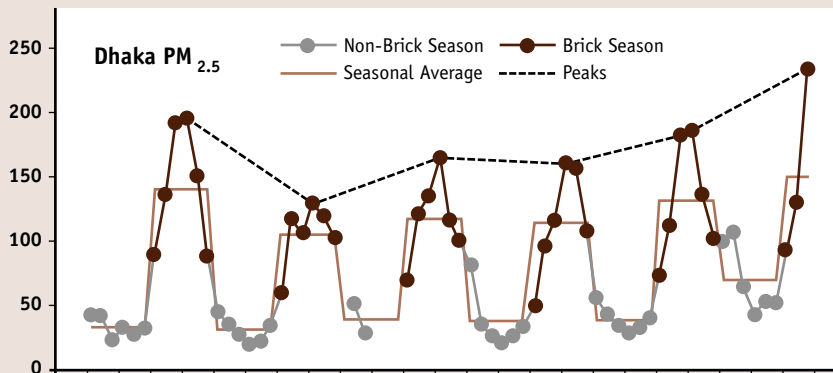 Dhaka PM 2.5
Non-Brick Season
Brick Season
Seasonal Average
Peaks
250
200
150
100
50
0